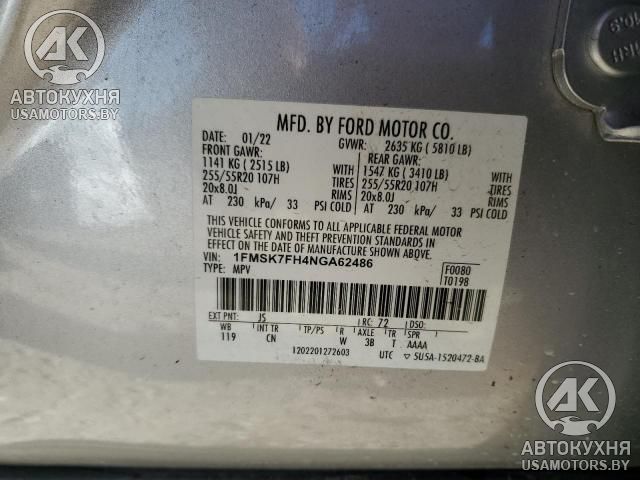 AK
АВТОКУХНЯ
USAMOTORS.BY
MFD. BY FORD MOTOR CO.
DATE: 01/22 GVWR: 2635 KG ( 5810 LB)
FRONT GAWR: REAR GAWR:
1141 KG ( 2515 LB) WITH 1547 KG ( 3410 LB) WITH
255/55R20 107H TIRES 255/55R20 107H TIRES
20x8.0J RIMS 20x8.0J RIMS
AT 230 kPa/ 33 PSI COLD AT 230 kPa/ 33 PSI COLD
THIS VEHICLE CONFORMS TO ALL APPLICABLE FEDERAL MOTOR
VEHICLE SAFETY AND THEFT PREVENTION STANDARDS IN
EFFECT ON THE DATE OF MANUFACTURE SHOWN ABOVE.
VIN: 1FMSK7FH4NGA62486
TYPE: MPV
F0080
T0198
EXT PNT: JS RC: 72 DSO:
WB INT TR TP/PS R AXLE TR SPR
119 CN W 3B T AAAA
1202201272603 UTC 5USA-1520472-BA
AK
АВТОКУХНЯ
USAMOTORS.BY